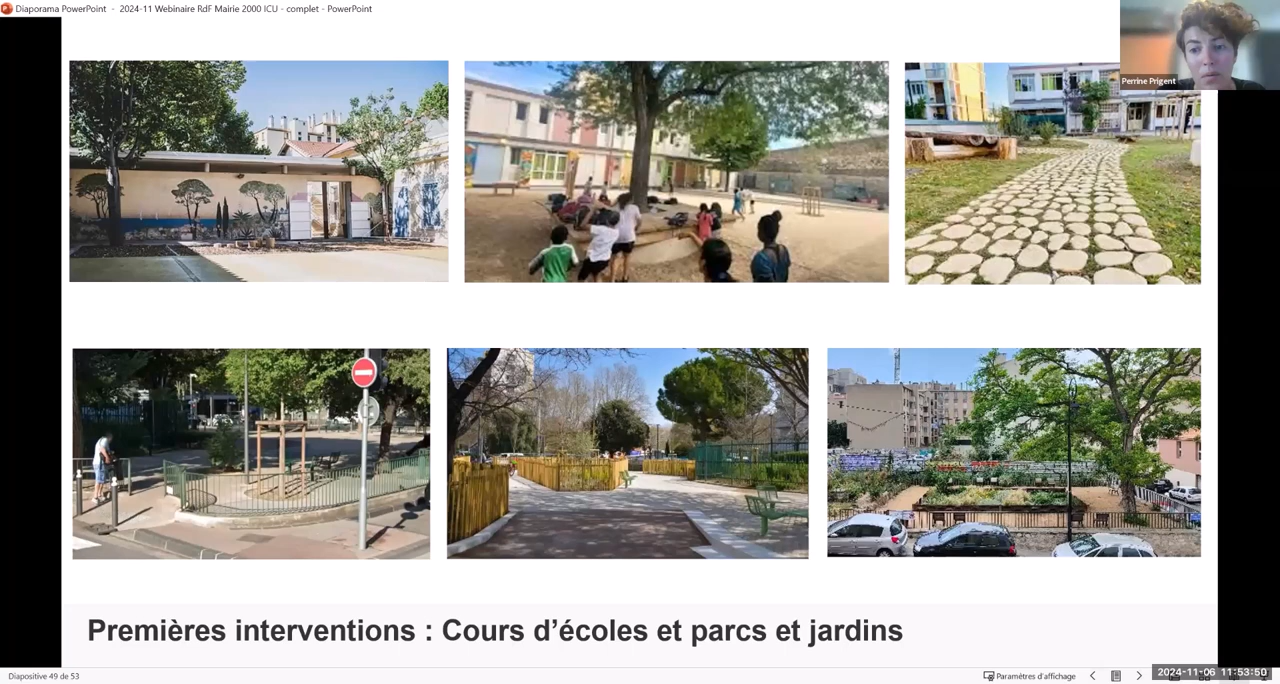 Diaporama PowerPoint - 2024-11 Webinaire RdF Mairie 2000 ICU - complet - PowerPoint
Perrine Prigent
Premières interventions : Cours d'écoles et parcs et jardins
Diapositive 49 de 53
Paramètres d'affichage
2024-11-06 11:53:50